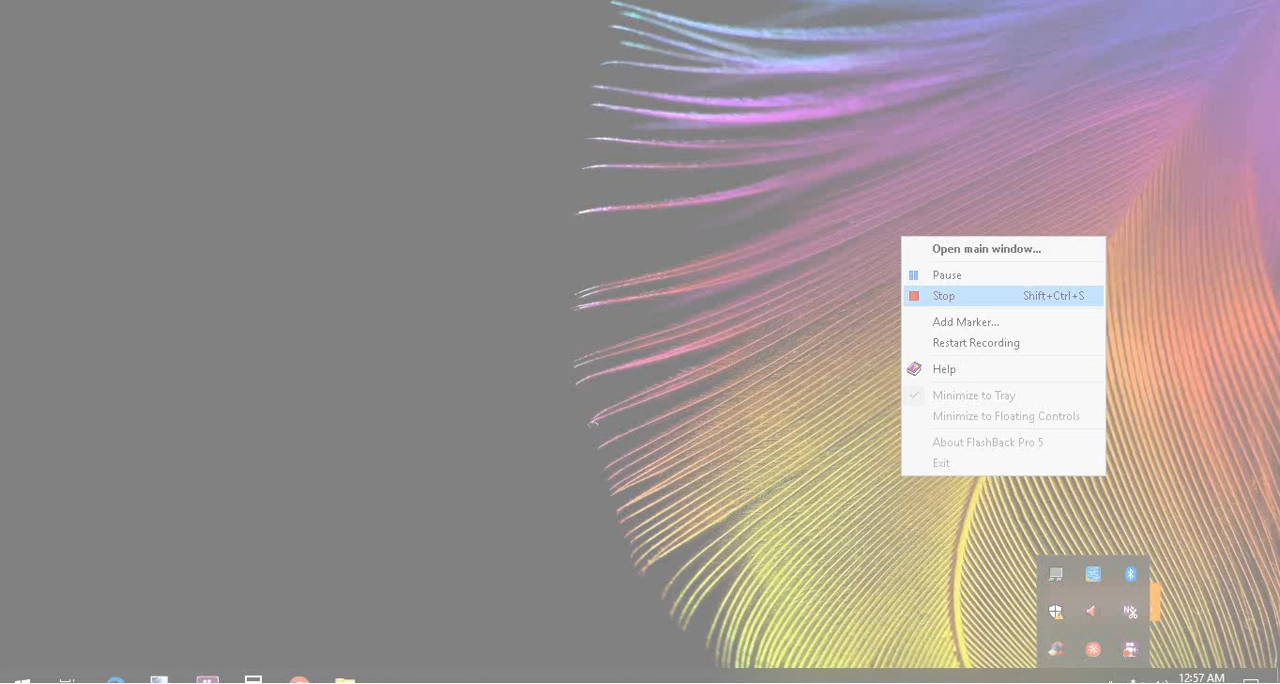 Open main window...
Pause
Stop Shift+Ctrl+S
Add Marker...
Restart Recording
Help
Minimize to Tray
Minimize to Floating Controls
About FlashBack Pro 5
Exit
12:57 AM